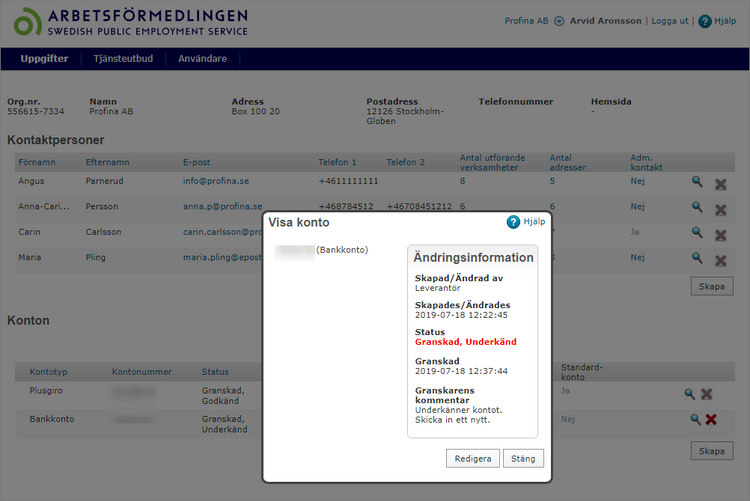 ARBETSFÖRMEDLINGEN
SWEDISH PUBLIC EMPLOYMENT SERVICE
Profina AB Arvid Aronsson | Logga ut | ? Hjälp
Uppgifter Tjänsteutbud Användare
Org.nr. Namn Adress Postadress Telefonnummer Hemsida
556615-7334 Profina AB Box 100 20 12126 Stockholm- -
Globen
Kontaktpersoner
Förnamn Efternamn E-post Telefon 1 Telefon 2 Antal utförande verksamheter Antal adresser Adm. kontakt
Angus Parnerud info@profina.se +4611111111 8 5 Nej
Anna-Cari... Persson anna.p@profina.se +468784512 +46708451212 6 6 Nej
Carin Carlsson carin.carlsson@pro Ja
Maria Pling maria.pling@epost Nej
Skapa
Visa konto
? Hjälp
(Bankkonto)
Ändringsinformation
Skapad/Ändrad av
Leverantör
Skapades/Ändrades
2019-07-18 12:22:45
Status
Granskad, Underkänd
Granskad
2019-07-18 12:37:44
Granskarens
kommentar
Underkänner kontot.
Skicka in ett nytt.
Redigera Stäng
Konton
Kontotyp Kontonummer Status Standard-
konto
Plusgiro Granskad, Ja
Godkänd
Bankkonto Granskad, Nej
Underkänd
Skapa